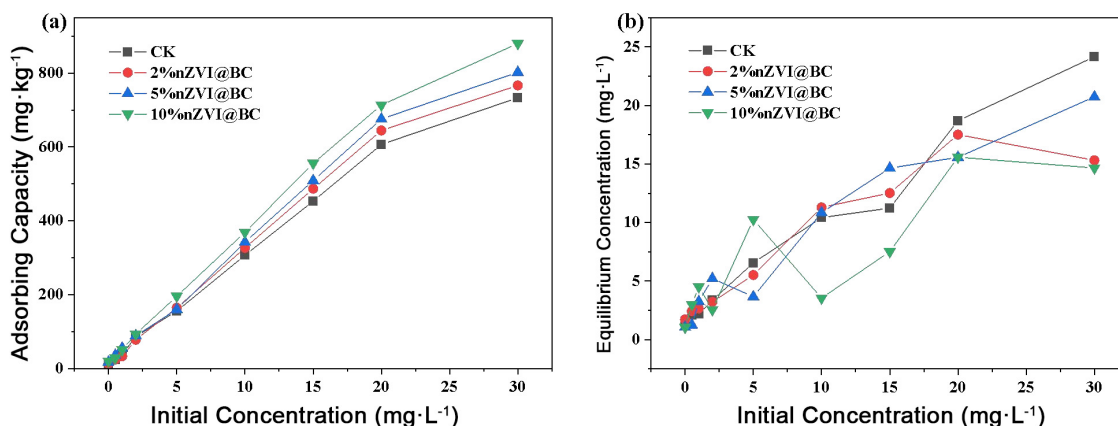 (a)
CK
2%nZVI@BC
5%nZVI@BC
10%nZVI@BC
Adsorbing Capacity (mg·kg⁻¹)
800
600
400
200
0
0 5 10 15 20 30
Initial Concentration (mg·L⁻¹)
(b)
CK
2%nZVI@BC
5%nZVI@BC
10%nZVI@BC
Equilibrium Concentration (mg·L⁻¹)
25
20
15
10
5
0
0 5 10 15 20 30
Initial Concentration (mg·L⁻¹)